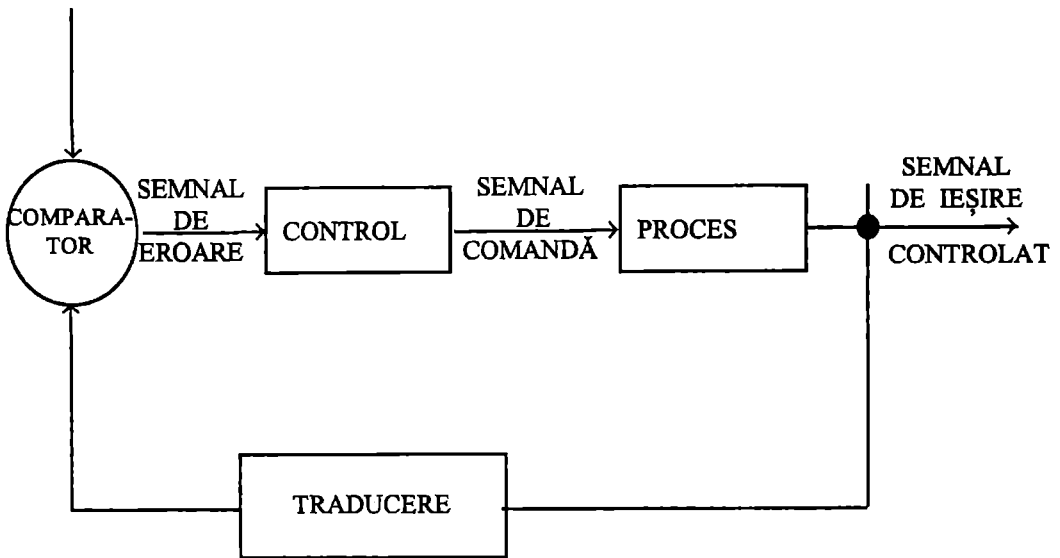 COMPARA-
TOR
SEMNAL
DE
EROARE
CONTROL
SEMNAL
DE
COMANDĂ
PROCES
SEMNAL
DE IEȘIRE
CONTROLAT
TRADUCERE